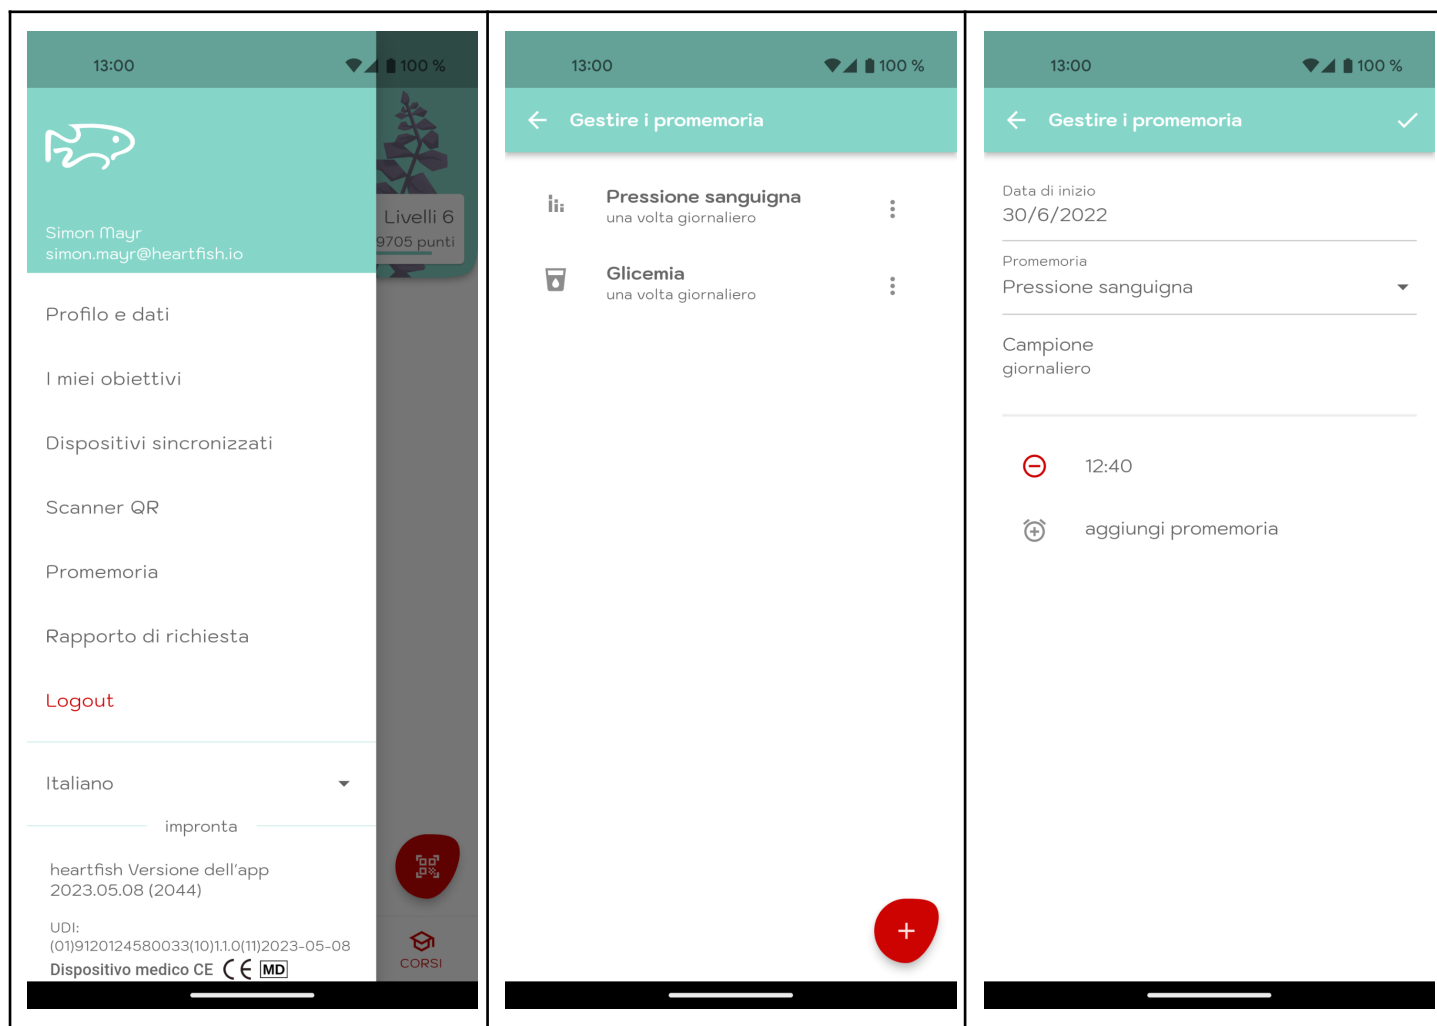 13:00
100 %
Livelli 6
9705 punti
Simon Mayr
simon.mayr@heartfish.io
Profilo e dati
I miei obiettivi
Dispositivi sincronizzati
Scanner QR
Promemoria
Rapporto di richiesta
Logout
Italiano
impronta
heartfish Versione dell'app
2023.05.08 (2044)
UDI:
(01)9120124580033(10)1.1.0(11)2023-05-08
Dispositivo medico CE CE MD
CORSI
13:00
100 %
Gestire i promemoria
Pressione sanguigna
una volta giornaliero
Glicemia
una volta giornaliero
13:00
100 %
Gestire i promemoria
Data di inizio
30/6/2022
Promemoria
Pressione sanguigna
Campione
giornaliero
12:40
aggiungi promemoria